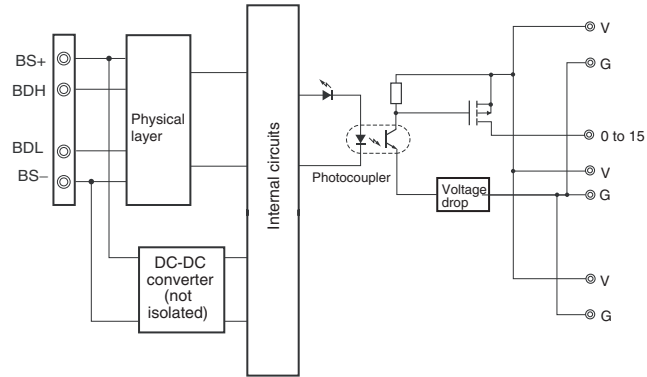 BS+
BDH
BDL
BS−
Physical
layer
DC-DC
converter
(not
isolated)
Internal circuits
Photocoupler
Voltage
drop
V
G
0 to 15
V
G
V
G